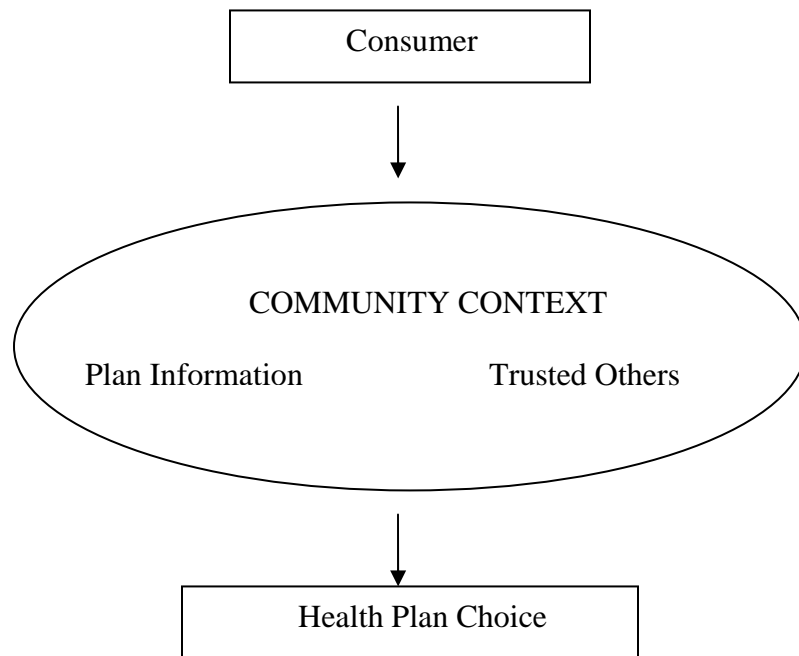 Consumer
COMMUNITY CONTEXT
Plan Information Trusted Others
Health Plan Choice